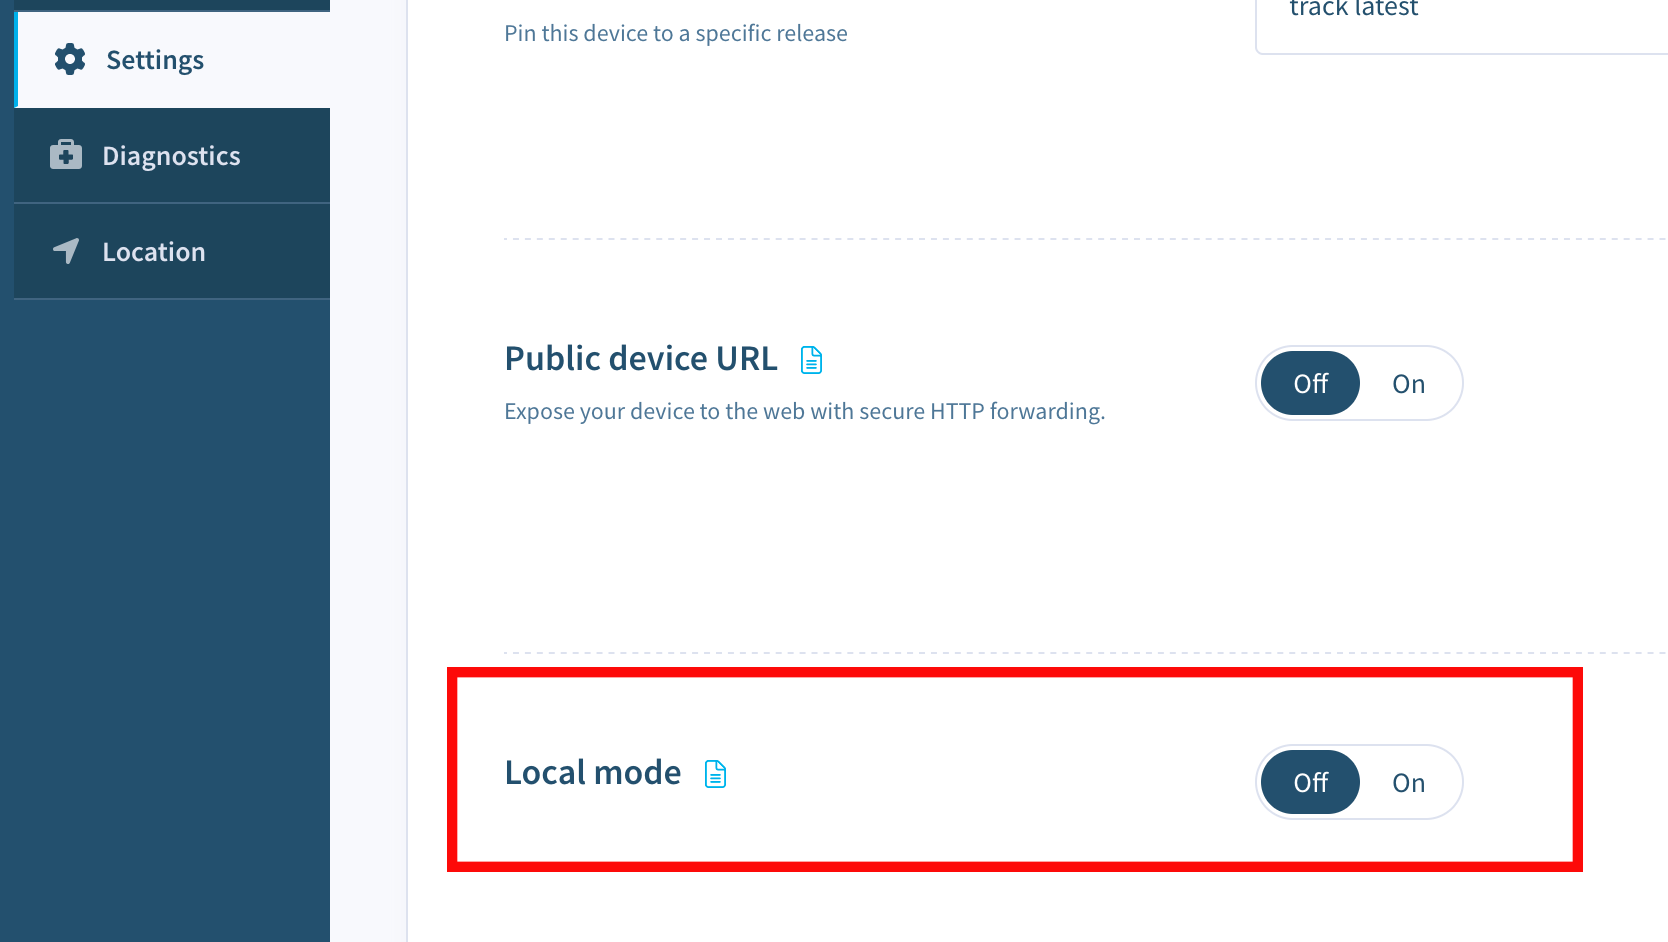 Settings
Diagnostics
Location
track latest
Pin this device to a specific release
Public device URL
Off On
Expose your device to the web with secure HTTP forwarding.
Local mode
Off On